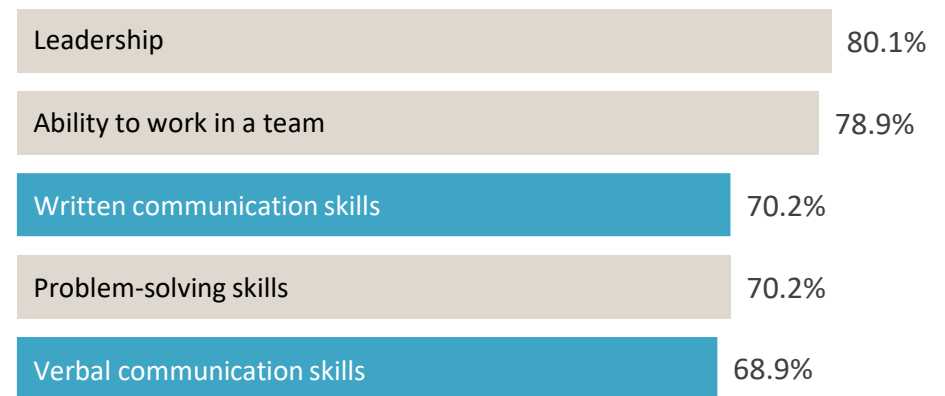 Leadership 80.1%
Ability to work in a team 78.9%
Written communication skills 70.2%
Problem-solving skills 70.2%
Verbal communication skills 68.9%